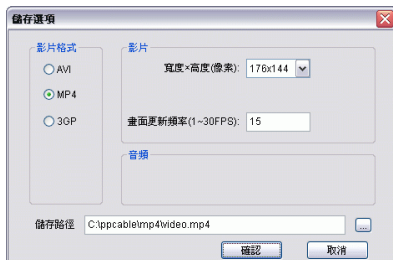 儲存選項
影片格式
AVI
MP4
3GP
影片
寬度×高度(像素): 176x144
畫面更新頻率(1~30FPS): 15
音頻
儲存路徑 C:\ppcable\mp4\video.mp4 ...
確認 取消